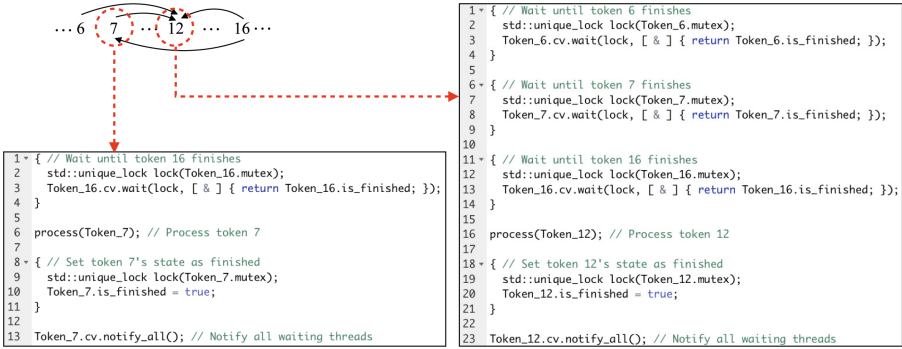 ··· 6 7 ··· 12 ··· 16 ···
1 { // Wait until token 16 finishes
2 std::unique_lock lock(Token_16.mutex);
3 Token_16.cv.wait(lock, [ & ] { return Token_16.is_finished; });
4 }
5
6 process(Token_7); // Process token 7
7
8 { // Set token 7's state as finished
9 std::unique_lock lock(Token_7.mutex);
10 Token_7.is_finished = true;
11 }
12
13 Token_7.cv.notify_all(); // Notify all waiting threads
1 { // Wait until token 6 finishes
2 std::unique_lock lock(Token_6.mutex);
3 Token_6.cv.wait(lock, [ & ] { return Token_6.is_finished; });
4 }
5
6 { // Wait until token 7 finishes
7 std::unique_lock lock(Token_7.mutex);
8 Token_7.cv.wait(lock, [ & ] { return Token_7.is_finished; });
9 }
10
11 { // Wait until token 16 finishes
12 std::unique_lock lock(Token_16.mutex);
13 Token_16.cv.wait(lock, [ & ] { return Token_16.is_finished; });
14 }
15
16 process(Token_12); // Process token 12
17
18 { // Set token 12's state as finished
19 std::unique_lock lock(Token_12.mutex);
20 Token_12.is_finished = true;
21 }
22
23 Token_12.cv.notify_all(); // Notify all waiting threads